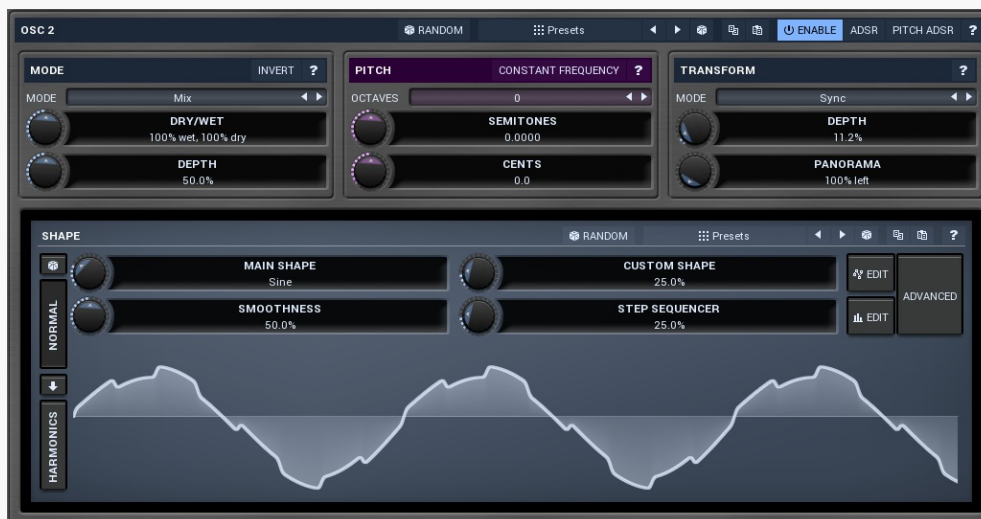 OSC 2 RANDOM Presets ENABLE ADSR PITCH ADSR ?
MODE INVERT ?
MODE Mix
DRY/WET
100% wet, 100% dry
DEPTH
50.0%
PITCH CONSTANT FREQUENCY ?
OCTAVES 0
SEMITONES
0.0000
CENTS
0.0
TRANSFORM ?
MODE Sync
DEPTH
11.2%
PANORAMA
100% left
SHAPE RANDOM Presets ?
NORMAL
HARMONICS
MAIN SHAPE
Sine
SMOOTHNESS
50.0%
CUSTOM SHAPE
25.0%
STEP SEQUENCER
25.0%
EDIT
EDIT
ADVANCED